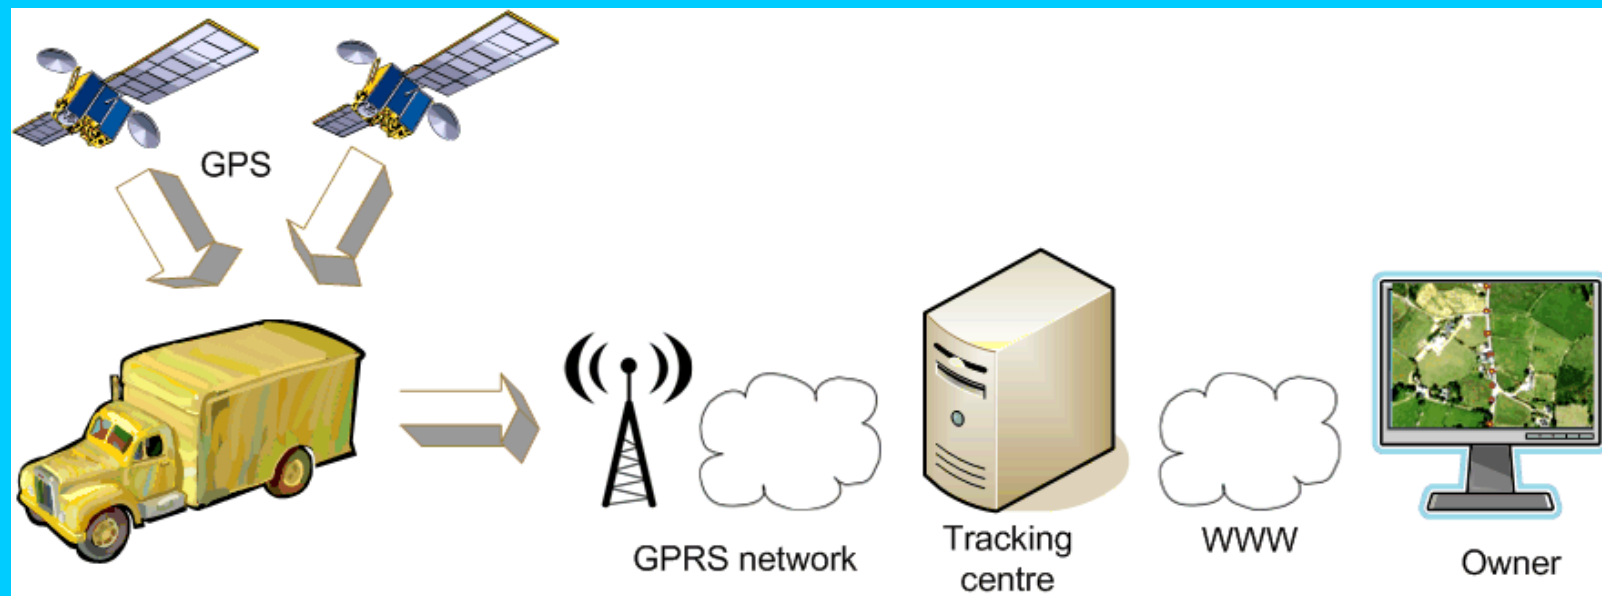 GPS
GPRS network
Tracking
centre
WWW
Owner